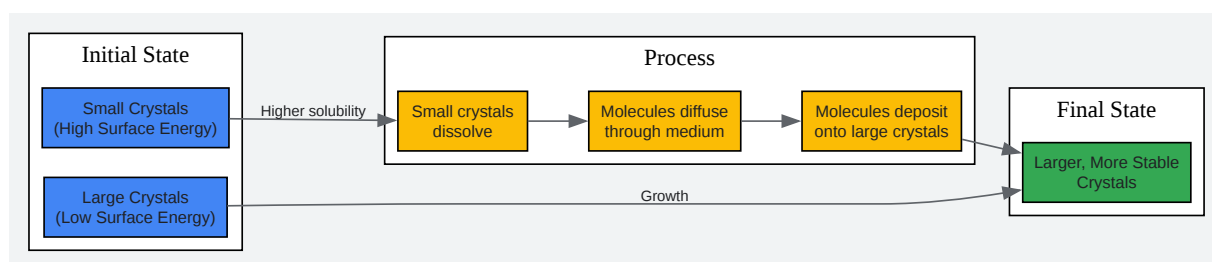 Initial State
Small Crystals
(High Surface Energy)
Large Crystals
(Low Surface Energy)
Higher solubility
Process
Small crystals
dissolve
Molecules diffuse
through medium
Molecules deposit
onto large crystals
Growth
Final State
Larger, More Stable
Crystals